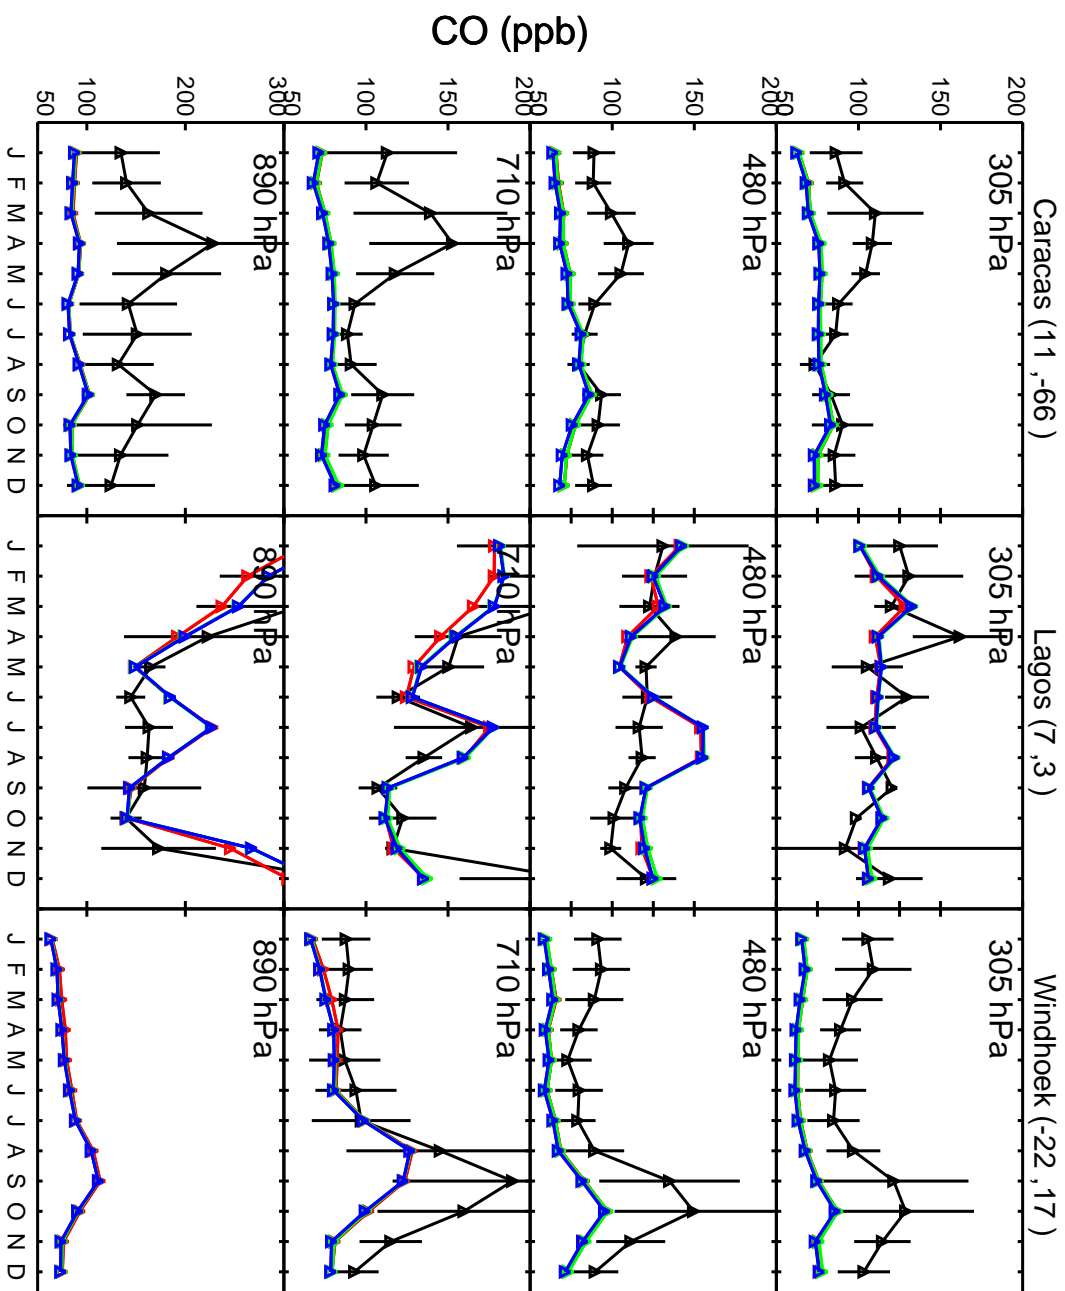 Caracas (11 ,-66 )
Lagos (7 ,3 )
Windhoek (-22 ,17 )
CO (ppb)
200
150
100
50
305 hPa
305 hPa
305 hPa
200
150
100
50
480 hPa
480 hPa
480 hPa
200
150
100
50
710 hPa
710 hPa
710 hPa
300
200
100
50
890 hPa
890 hPa
890 hPa
J F M A M J J A S O N D
J F M A M J J A S O N D
J F M A M J J A S O N D